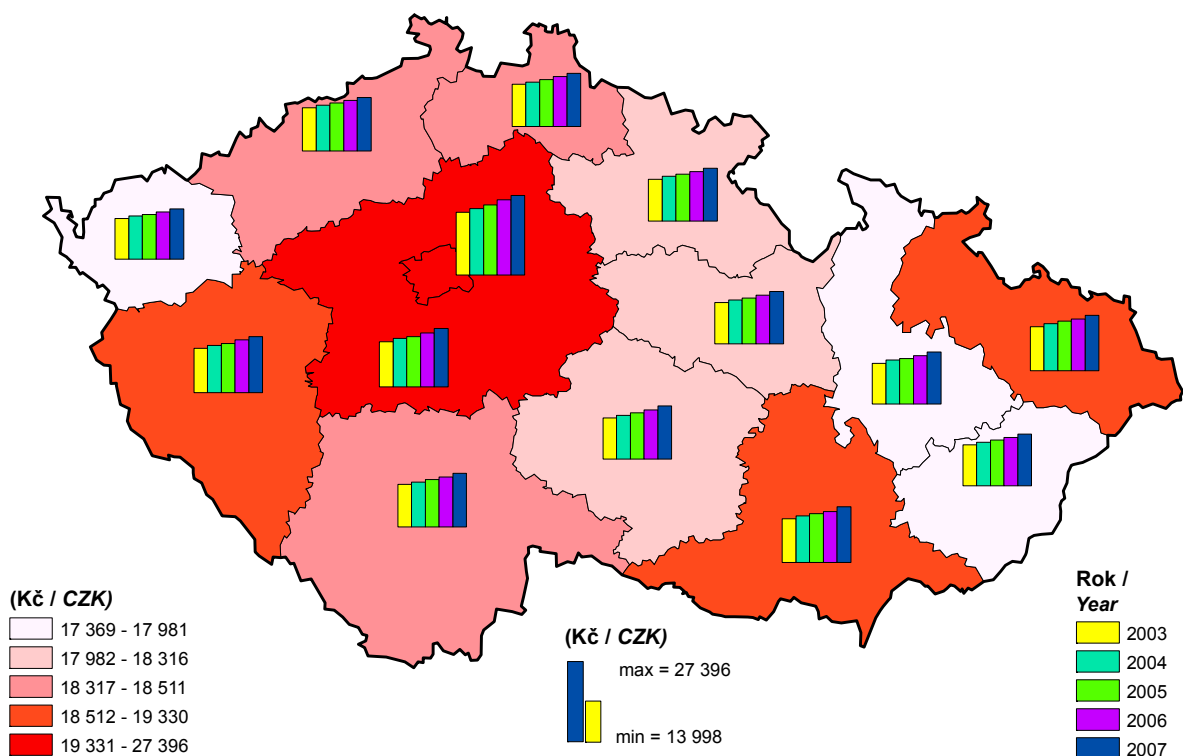 (Kč / CZK)
17 369 - 17 981
17 982 - 18 316
18 317 - 18 511
18 512 - 19 330
19 331 - 27 396
(Kč / CZK)
max = 27 396
min = 13 998
Rok /
Year
2003
2004
2005
2006
2007